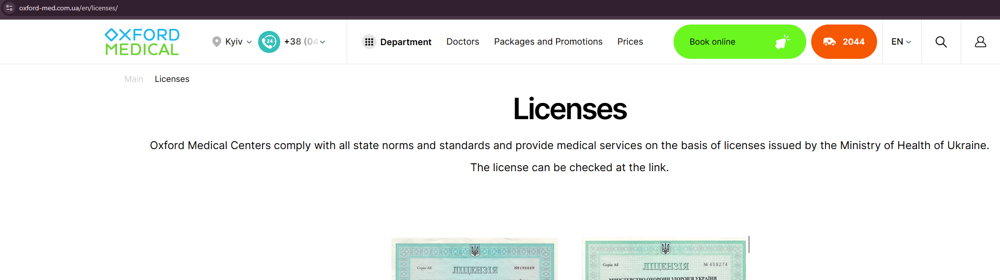 oxford-med.com.ua/en/licenses/
OXFORD
MEDICAL
Kyiv
24
+38 (04
Department
Doctors
Packages and Promotions
Prices
Book online
2044
EN
Main
Licenses
Licenses
Oxford Medical Centers comply with all state norms and standards and provide medical services on the basis of licenses issued by the Ministry of Health of Ukraine.
The license can be checked at the link.
Серія АЕ
ЛІЦЕНЗІЯ
№196689
Серія АЕ
ЛІЦЕНЗІЯ
№ 459274
МІНІСТЕРСТВО ОХОРОНИ ЗДОРОВ'Я УКРАЇНИ